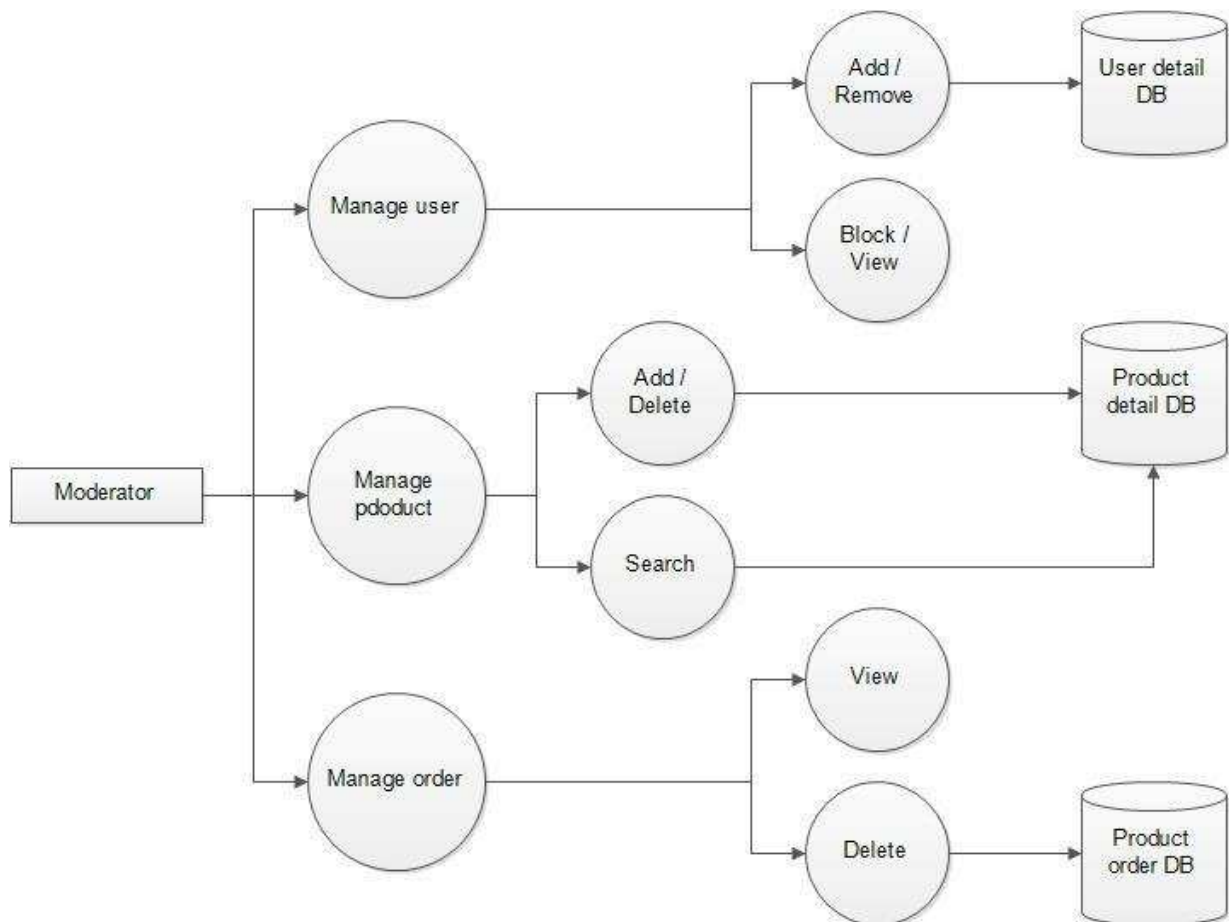 Add /
Remove
User detail
DB
Manage user
Block /
View
Add /
Delete
Product
detail DB
Moderator
Manage
pdoduct
Search
View
Manage order
Delete
Product
order DB